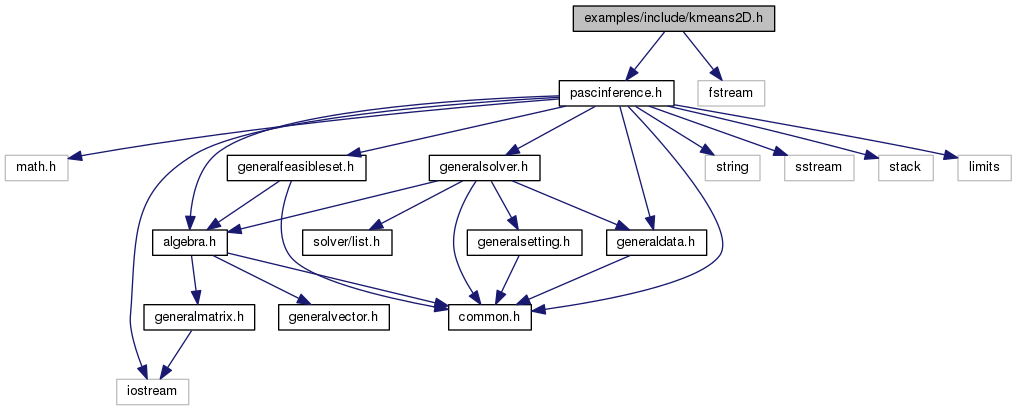 examples/include/kmeans2D.h
pascinference.h
fstream
math.h
generalfeasibleset.h
generalsolver.h
string
sstream
stack
limits
algebra.h
solver/list.h
generalsetting.h
generaldata.h
generalmatrix.h
generalvector.h
common.h
iostream